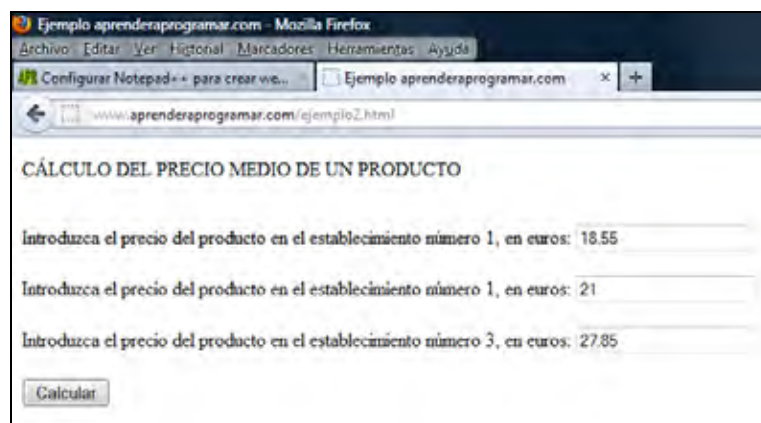 Ejemplo aprenderaprogramar.com - Mozilla Firefox
Archivo Editar Ver Historial Marcadores Herramientas Ayuda
APR Configurar Notepad++ para crear we... Ejemplo aprenderaprogramar.com × +
www.aprenderaprogramar.com/ejemplo2.html
CÁLCULO DEL PRECIO MEDIO DE UN PRODUCTO
Introduzca el precio del producto en el establecimiento número 1, en euros: 18.55
Introduzca el precio del producto en el establecimiento número 1, en euros: 21
Introduzca el precio del producto en el establecimiento número 3, en euros: 27.85
Calcular